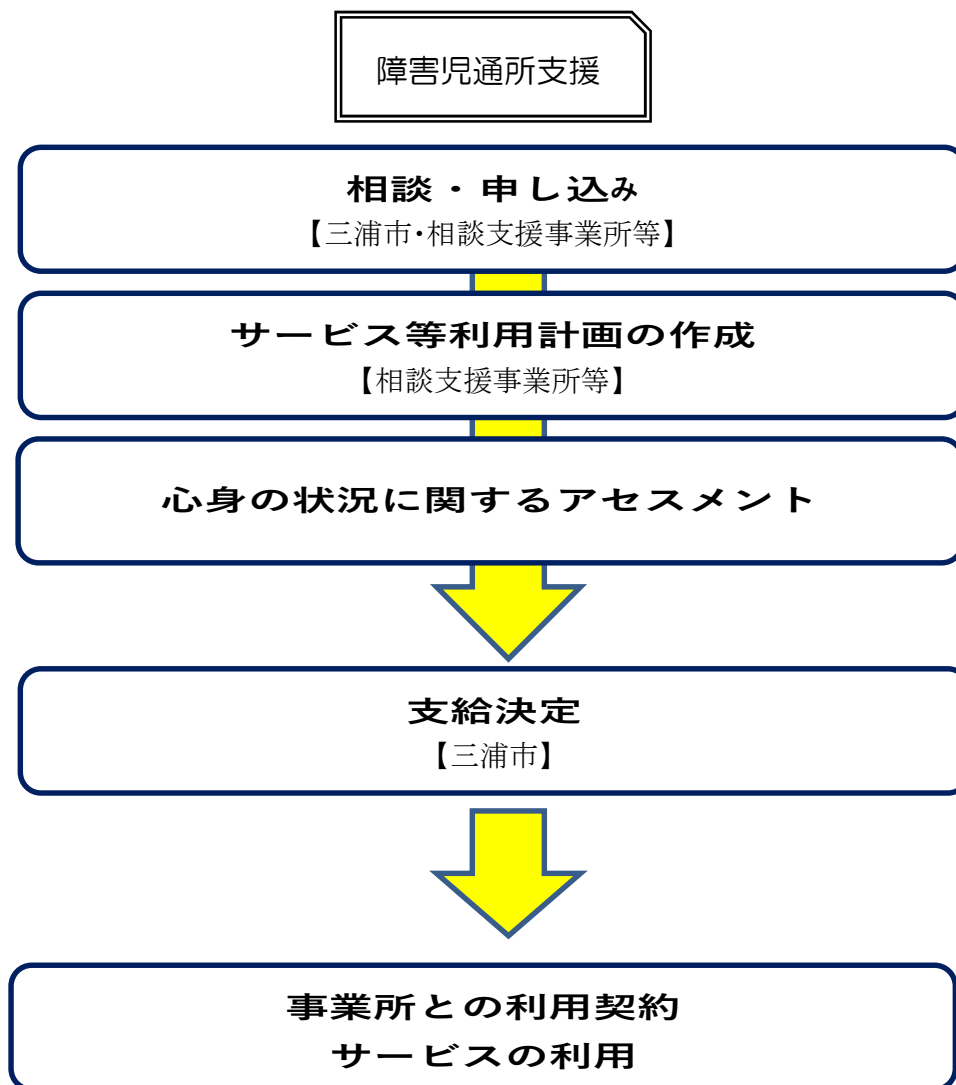 障害児通所支援
相談・申し込み
【三浦市・相談支援事業所等】
サービス等利用計画の作成
【相談支援事業所等】
心身の状況に関するアセスメント
支給決定
【三浦市】
事業所との利用契約
サービスの利用